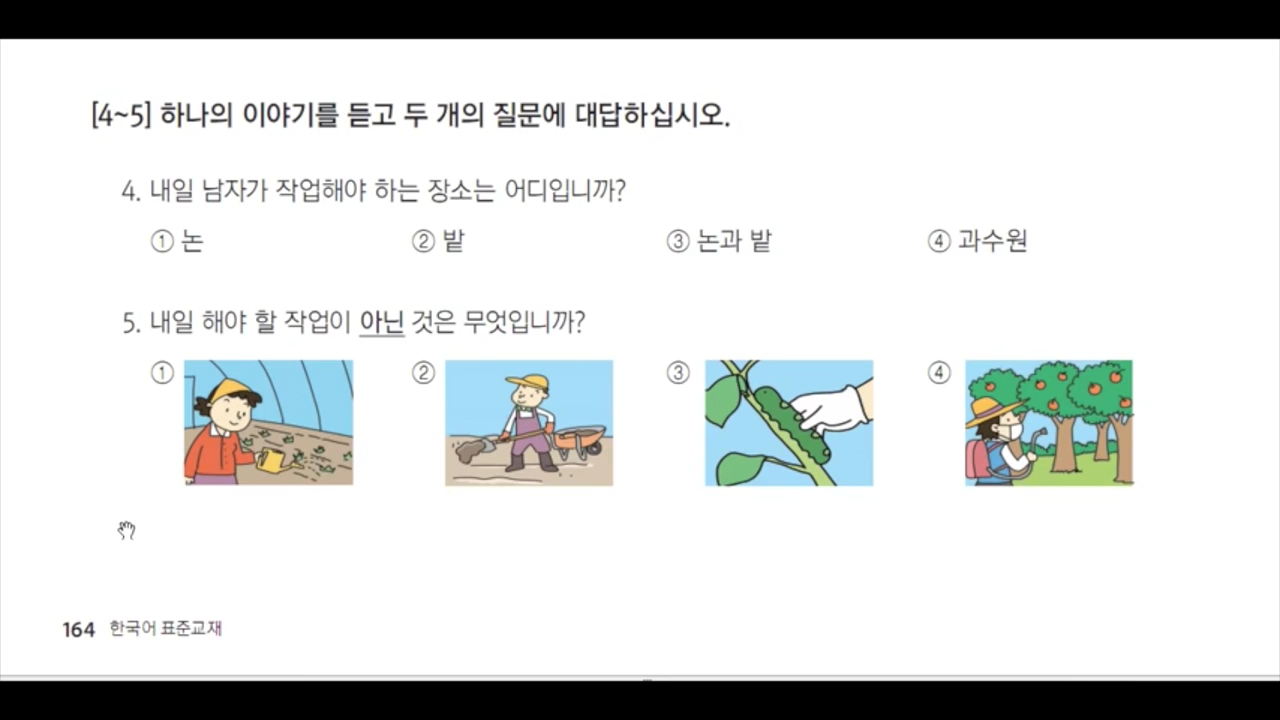 [4~5] 하나의 이야기를 듣고 두 개의 질문에 대답하십시오.
4. 내일 남자가 작업해야 하는 장소는 어디입니까?
① 논 ② 밭 ③ 논과 밭 ④ 과수원
5. 내일 해야 할 작업이 아닌 것은 무엇입니까?
① ② ③ ④
164 한국어 표준교재